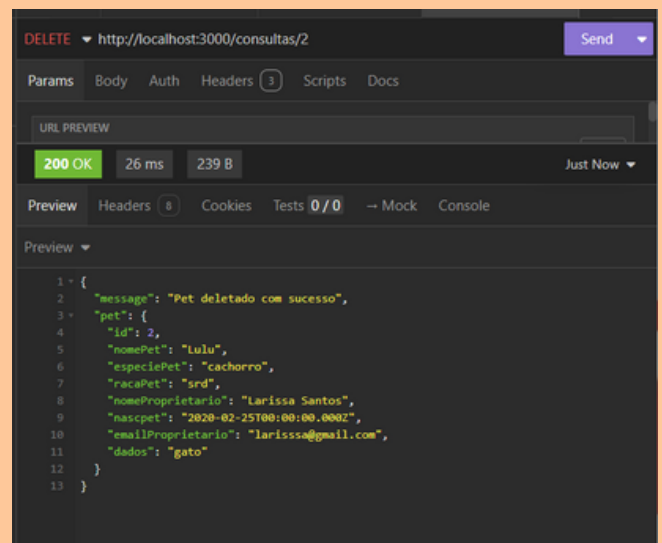 DELETE http://localhost:3000/consultas/2 Send
Params Body Auth Headers 3 Scripts Docs
URL PREVIEW
200 OK 26 ms 239 B Just Now
Preview Headers 8 Cookies Tests 0 / 0 → Mock Console
Preview
1 {
2 "message": "Pet deletado com sucesso",
3 "pet": {
4 "id": 2,
5 "nomePet": "Lulu",
6 "especiePet": "cachorro",
7 "racaPet": "srd",
8 "nomeProprietario": "Larissa Santos",
9 "nascpet": "2020-02-25T00:00:00.000Z",
10 "emailProprietario": "larisssa@gmail.com",
11 "dados": "gato"
12 }
13 }